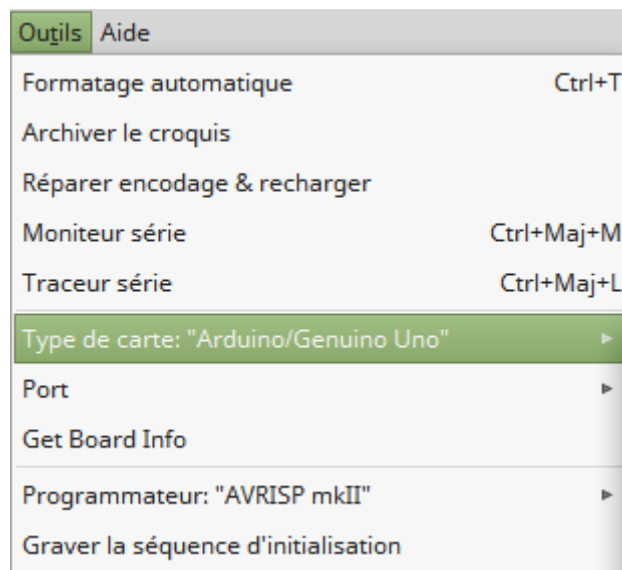 Outils Aide
Formatage automatique Ctrl+T
Archiver le croquis
Réparer encodage & recharger
Moniteur série Ctrl+Maj+M
Traceur série Ctrl+Maj+L
Type de carte: "Arduino/Genuino Uno"
Port
Get Board Info
Programmateur: "AVRISP mkII"
Graver la séquence d'initialisation